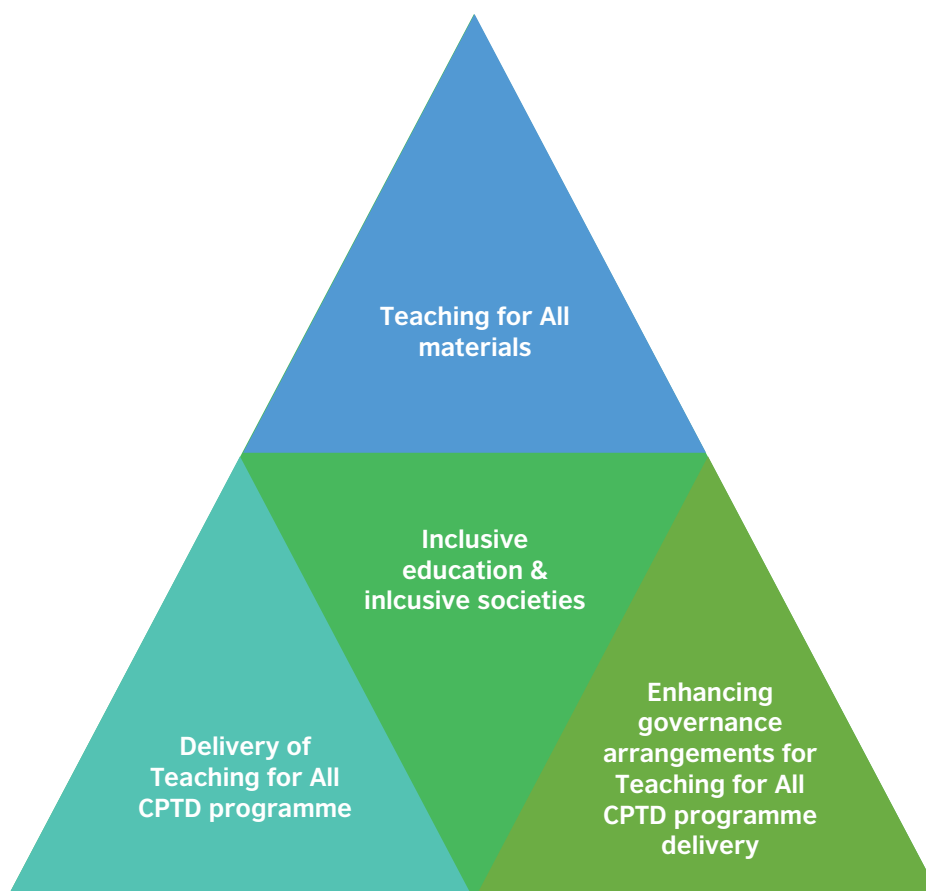 Teaching for All
materials
Inclusive
education &
inlcusive societies
Delivery of
Teaching for All
CPTD programme
Enhancing
governance
arrangements for
Teaching for All
CPTD programme
delivery